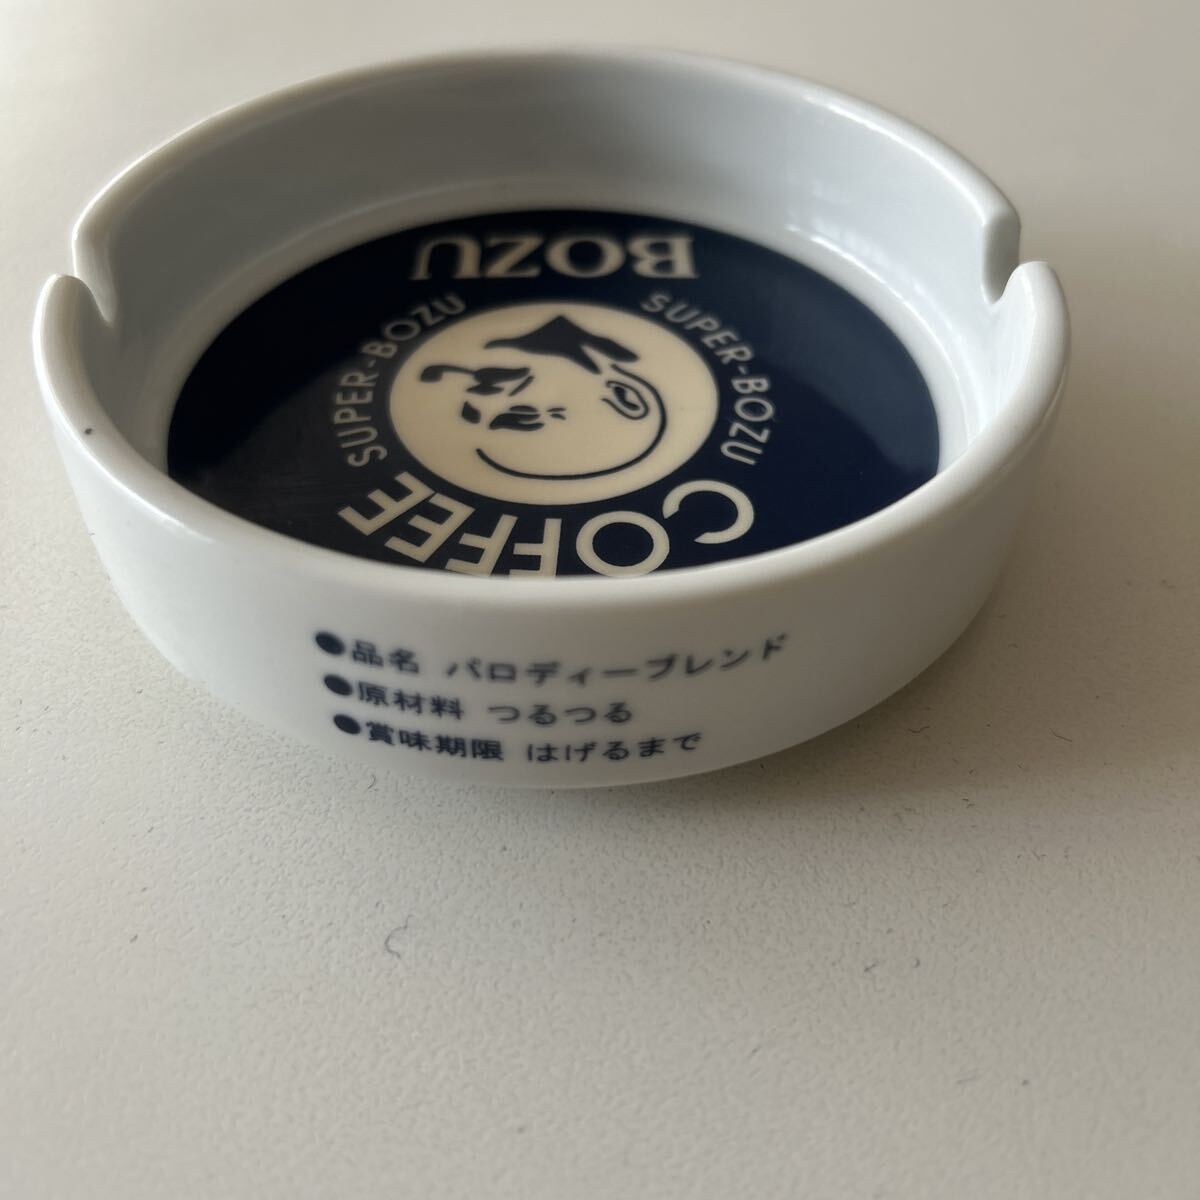 BOZU
SUPER-BOZU
SUPER-BOZU
COFFEE
●品名 パロディーブレンド
●原材料 つるつる
●賞味期限 はげるまで